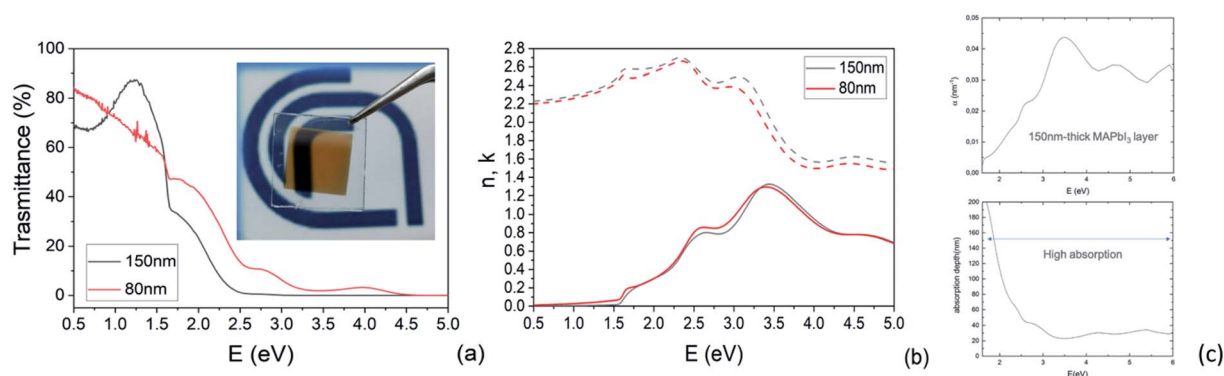 100
80
60
40
20
0
Trasmittance (%)
150nm
80nm
0.5 1.0 1.5 2.0 2.5 3.0 3.5 4.0 4.5 5.0
E (eV)
(a)
2.8
2.6
2.4
2.2
2.0
1.8
1.6
1.4
1.2
1.0
0.8
0.6
0.4
0.2
0.0
n, k
150nm
80nm
0.5 1.0 1.5 2.0 2.5 3.0 3.5 4.0 4.5 5.0
E (eV)
(b)
0,05
0,04
0,03
0,02
0,01
0,00
α (nm⁻¹)
150nm-thick MAPbI₃ layer
2 3 4 5 6
E (eV)
200
180
160
140
120
100
80
60
40
20
0
absorption depth(nm)
High absorption
2 3 4 5 6
E(eV)
(c)